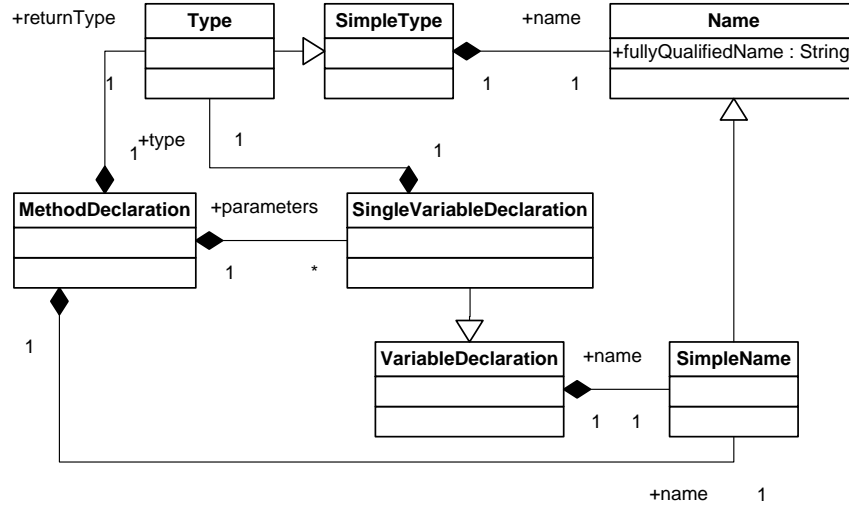 +returnType
Type
SimpleType
+name
Name
+fullyQualifiedName : String
1
1
1
1
+type
1
1
MethodDeclaration
+parameters
SingleVariableDeclaration
1
*
1
VariableDeclaration
+name
SimpleName
1
1
+name
1